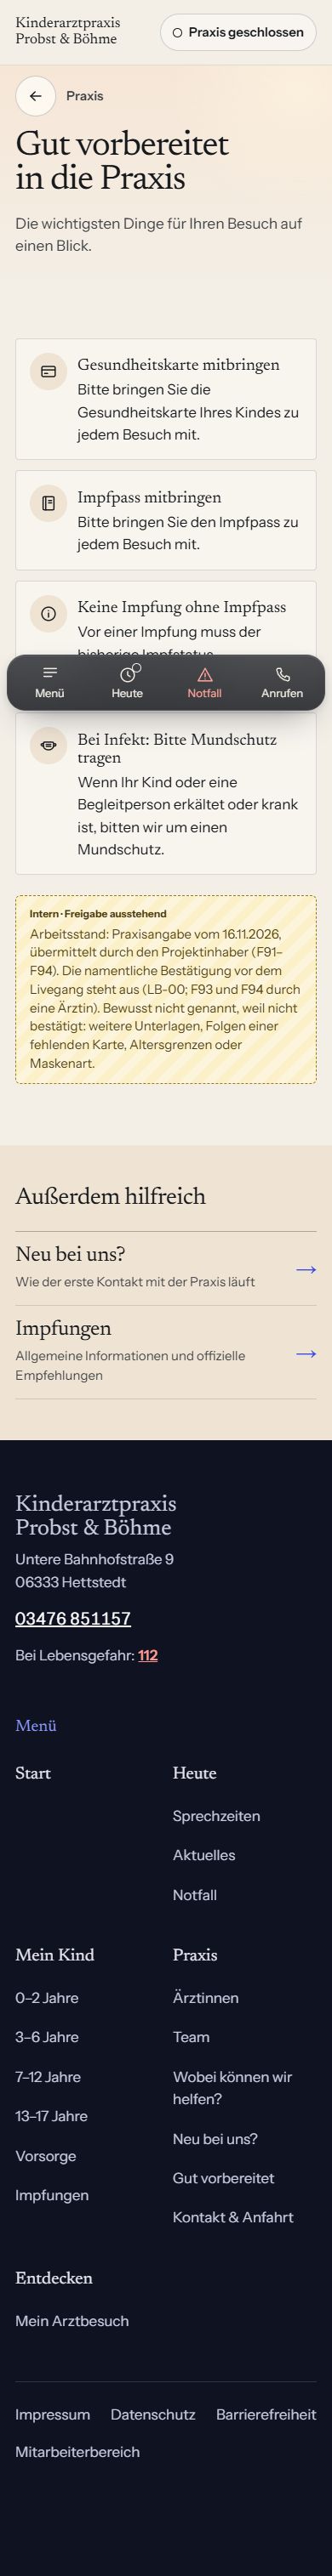 Kinderarztpraxis
Probst & Böhme
Praxis geschlossen
Praxis
Gut vorbereitet
in die Praxis
Die wichtigsten Dinge für Ihren Besuch auf
einen Blick.
Gesundheitskarte mitbringen
Bitte bringen Sie die
Gesundheitskarte Ihres Kindes zu
jedem Besuch mit.
Impfpass mitbringen
Bitte bringen Sie den Impfpass zu
jedem Besuch mit.
Keine Impfung ohne Impfpass
Vor einer Impfung muss der
Menü
Heute
Notfall
Anrufen
Bei Infekt: Bitte Mundschutz
tragen
Wenn Ihr Kind oder eine
Begleitperson erkältet oder krank
ist, bitten wir um einen
Mundschutz.
Intern · Freigabe ausstehend
Arbeitsstand: Praxisangabe vom 16.11.2026,
übermittelt durch den Projektinhaber (F91–
F94). Die namentliche Bestätigung vor dem
Livegang steht aus (LB-00; F93 und F94 durch
eine Ärztin). Bewusst nicht genannt, weil nicht
bestätigt: weitere Unterlagen, Folgen einer
fehlenden Karte, Altersgrenzen oder
Maskenart.
Außerdem hilfreich
Neu bei uns?
Wie der erste Kontakt mit der Praxis läuft
Impfungen
Allgemeine Informationen und offizielle
Empfehlungen
Kinderarztpraxis
Probst & Böhme
Untere Bahnhofstraße 9
06333 Hettstedt
03476 851157
Bei Lebensgefahr: 112
Menü
Start
Heute
Sprechzeiten
Aktuelles
Notfall
Mein Kind
0–2 Jahre
3–6 Jahre
7–12 Jahre
13–17 Jahre
Vorsorge
Impfungen
Praxis
Ärztinnen
Team
Wobei können wir
helfen?
Neu bei uns?
Gut vorbereitet
Kontakt & Anfahrt
Entdecken
Mein Arztbesuch
Impressum
Datenschutz
Barrierefreiheit
Mitarbeiterbereich